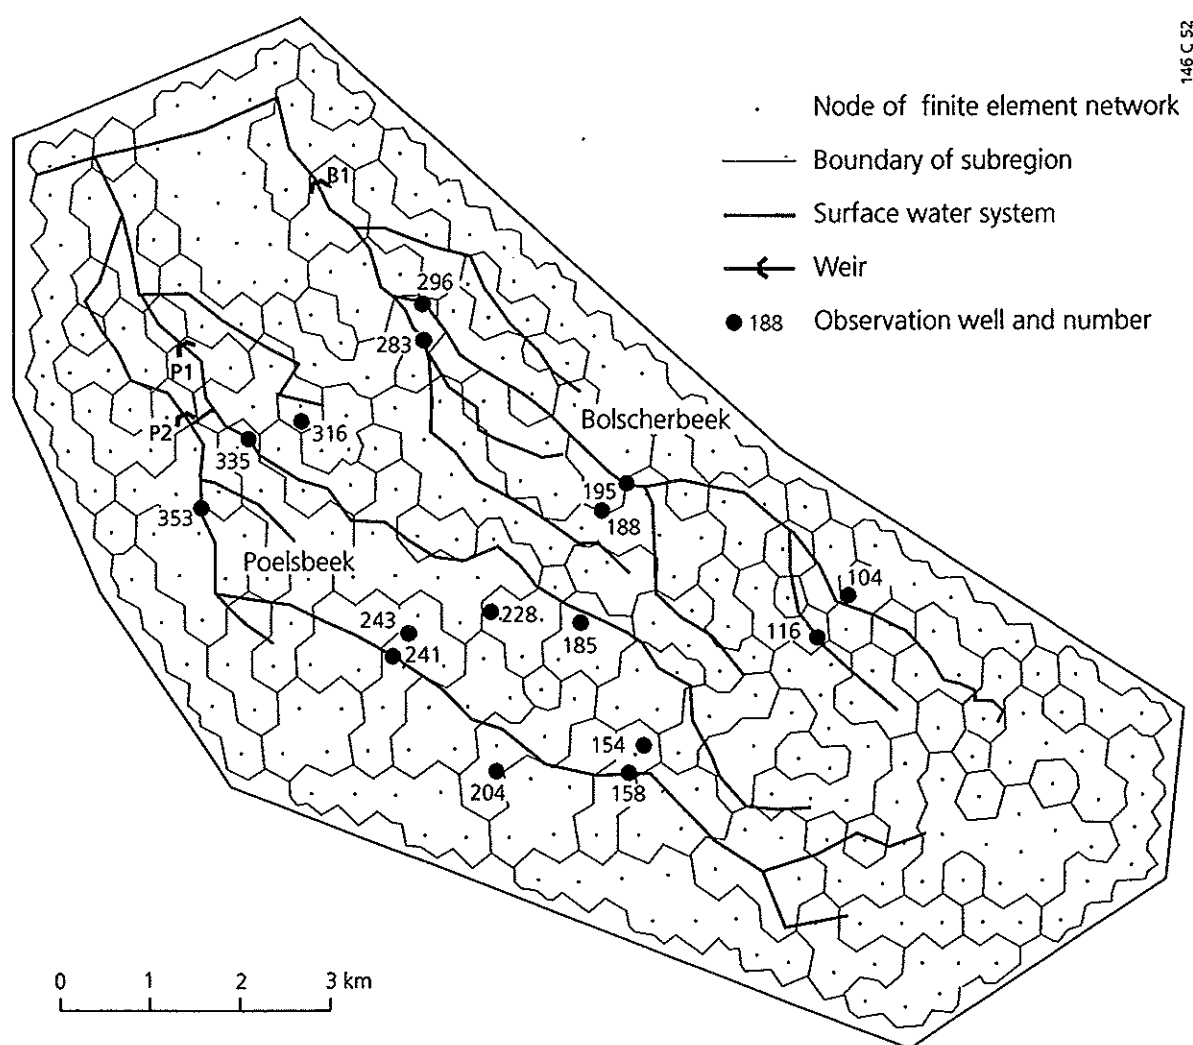 146 C 52
Node of finite element network
Boundary of subregion
Surface water system
Weir
188 Observation well and number
B1
296
283
P1
P2
316
335
Bolscherbeek
195
188
353
Poelsbeek
104
116
243
228
241
185
154
204
158
0 1 2 3 km